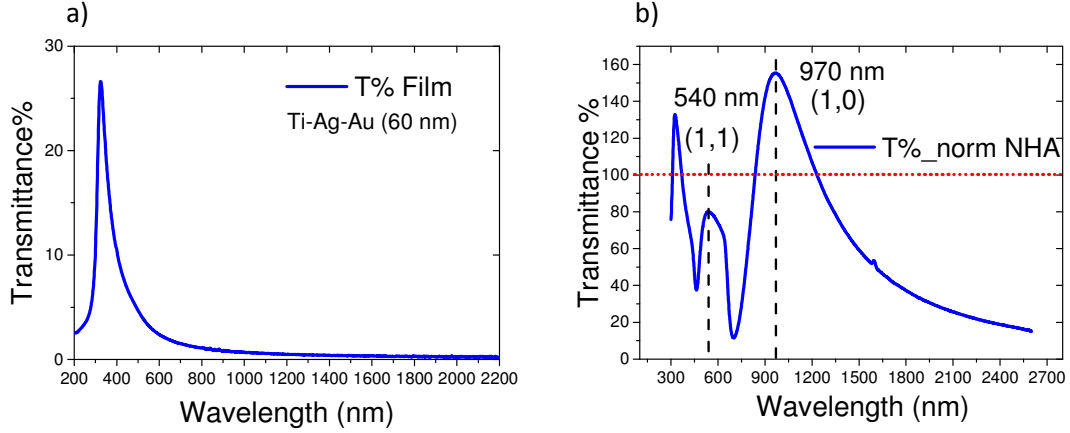 a)
30
20
10
0
Transmittance%
T% Film
Ti-Ag-Au (60 nm)
200 400 600 800 1000 1200 1400 1600 1800 2000 2200
Wavelength (nm)
b)
160
140
120
100
80
60
40
20
0
Transmittance %
540 nm
(1,1)
970 nm
(1,0)
T%_norm NHA
300 600 900 1200 1500 1800 2100 2400 2700
Wavelength (nm)